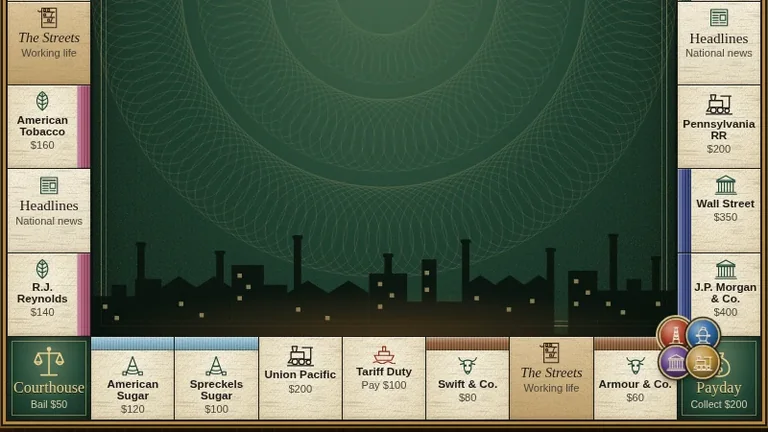 The Streets
Working life
American
Tobacco
$160
Headlines
National news
R.J.
Reynolds
$140
Courthouse
Bail $50
American
Sugar
$120
Spreckels
Sugar
$100
Union Pacific
$200
Tariff Duty
Pay $100
Swift & Co.
$80
The Streets
Working life
Armour & Co.
$60
Payday
Collect $200
Headlines
National news
Pennsylvania
RR
$200
Wall Street
$350
J.P. Morgan
& Co.
$400